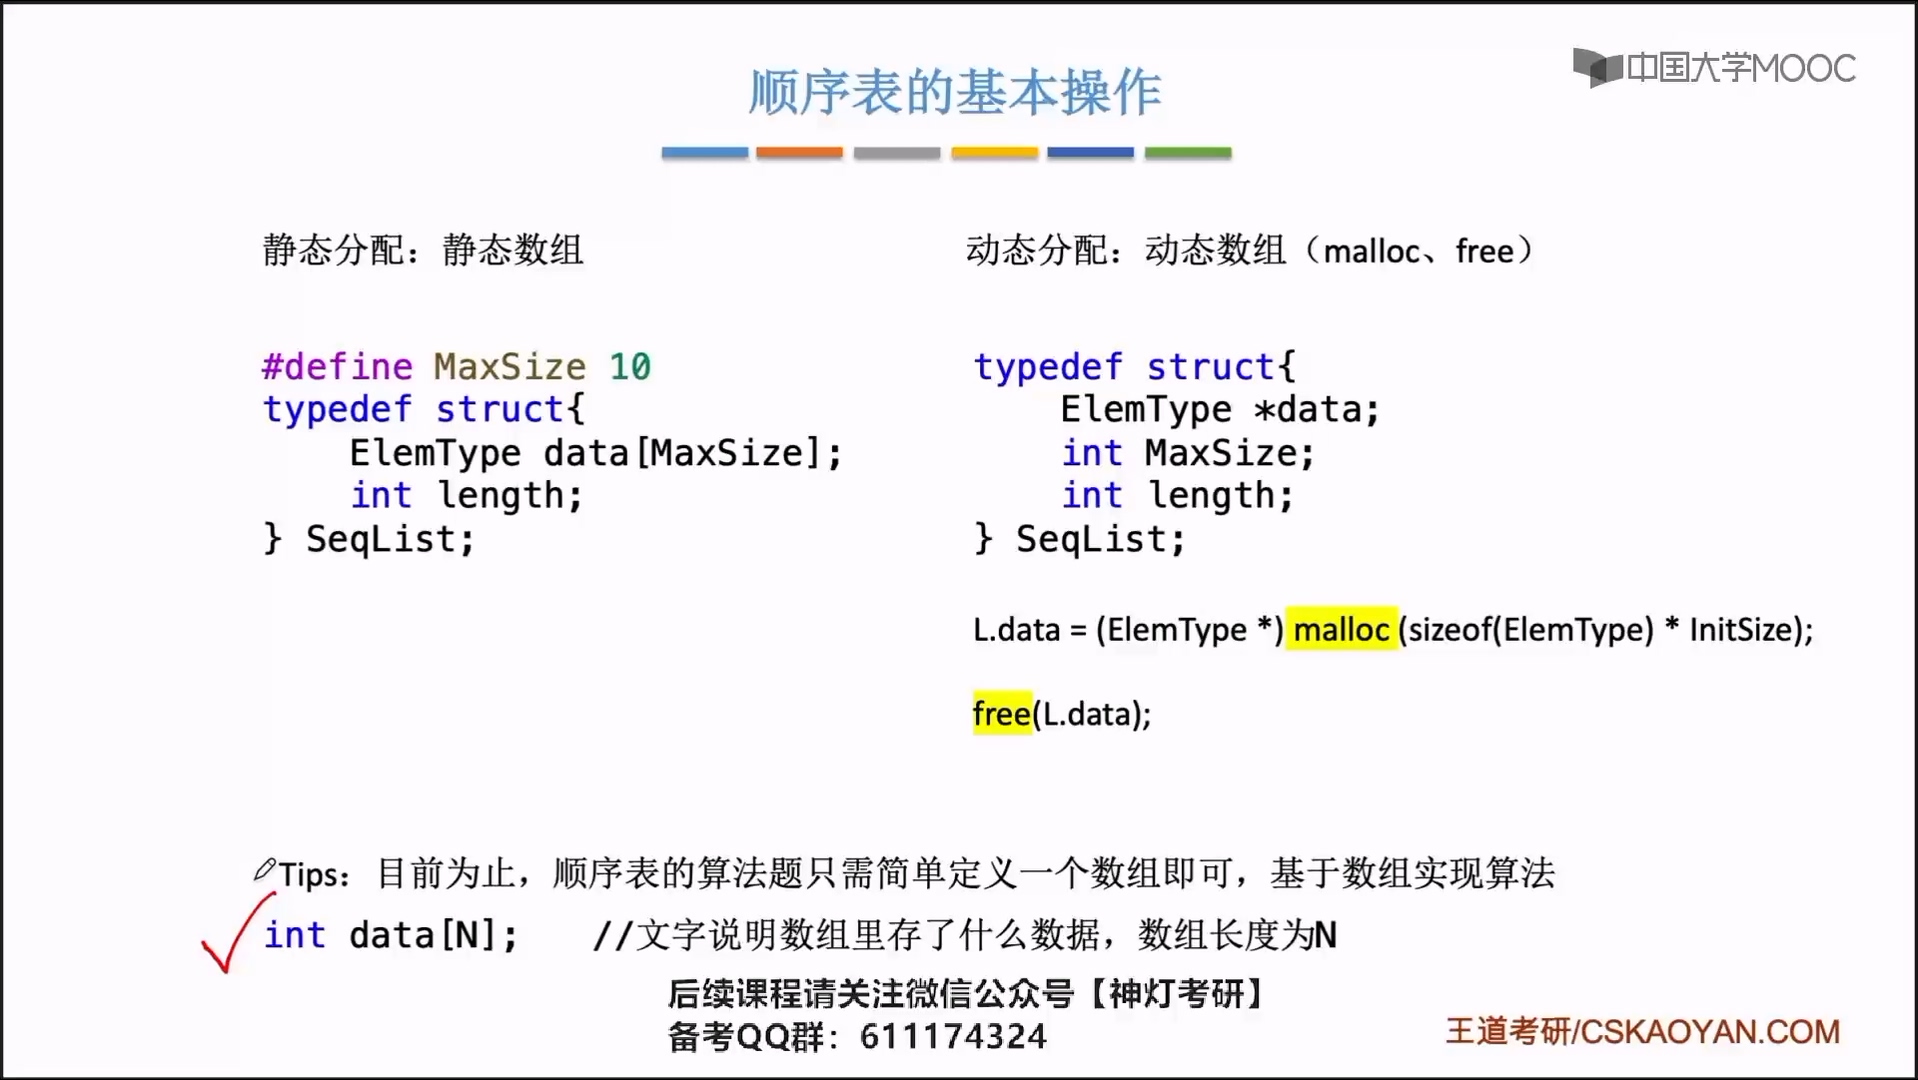 中国大学MOOC
顺序表的基本操作
静态分配：静态数组
#define MaxSize 10
typedef struct{
    ElemType data[MaxSize];
    int length;
} SeqList;
动态分配：动态数组（malloc、free）
typedef struct{
    ElemType *data;
    int MaxSize;
    int length;
} SeqList;
L.data = (ElemType *) malloc (sizeof(ElemType) * InitSize);
free(L.data);
Tips：目前为止，顺序表的算法题只需简单定义一个数组即可，基于数组实现算法
int data[N];    //文字说明数组里存了什么数据，数组长度为N
后续课程请关注微信公众号【神灯考研】
备考QQ群：611174324
王道考研/CSKAOYAN.COM